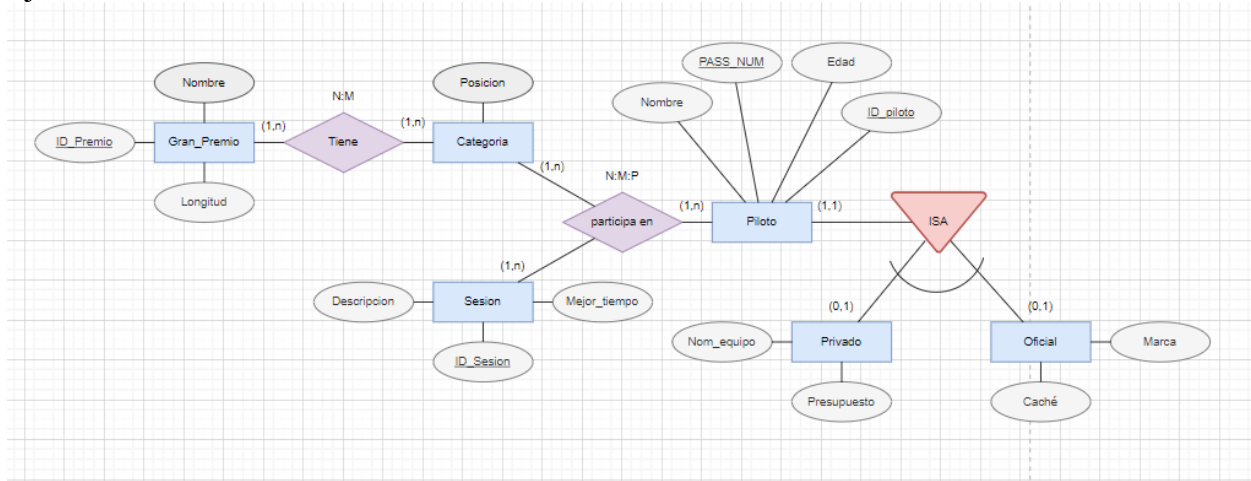 PASS_NUM
Edad
Nombre
Posicion
N:M
Nombre
ID_piloto
(1,n)
(1,n)
ID_Premio
Gran_Premio
Tiene
Categoria
(1,n)
N:M:P
Longitud
(1,n)
(1,1)
participa en
Piloto
ISA
(1,n)
Descripcion
Sesion
Mejor_tiempo
(0,1)
(0,1)
Nom_equipo
Privado
Oficial
Marca
ID_Sesion
Presupuesto
Caché